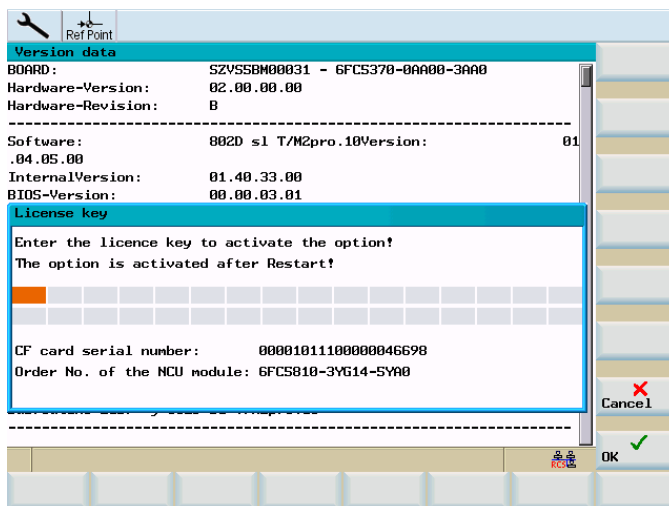 Ref Point
Version data
BOARD: SZVS5BM00031 - 6FC5370-0AA00-3AA0
Hardware-Version: 02.00.00.00
Hardware-Revision: B
Software: 802D sl T/M2pro.10Version: 01
.04.05.00
InternalVersion: 01.40.33.00
BIOS-Version: 00.00.03.01
License key
Enter the licence key to activate the option!
The option is activated after Restart!
CF card serial number: 00001011100000046698
Order No. of the NCU module: 6FC5810-3YG14-5YA0
Cancel
RCS
OK